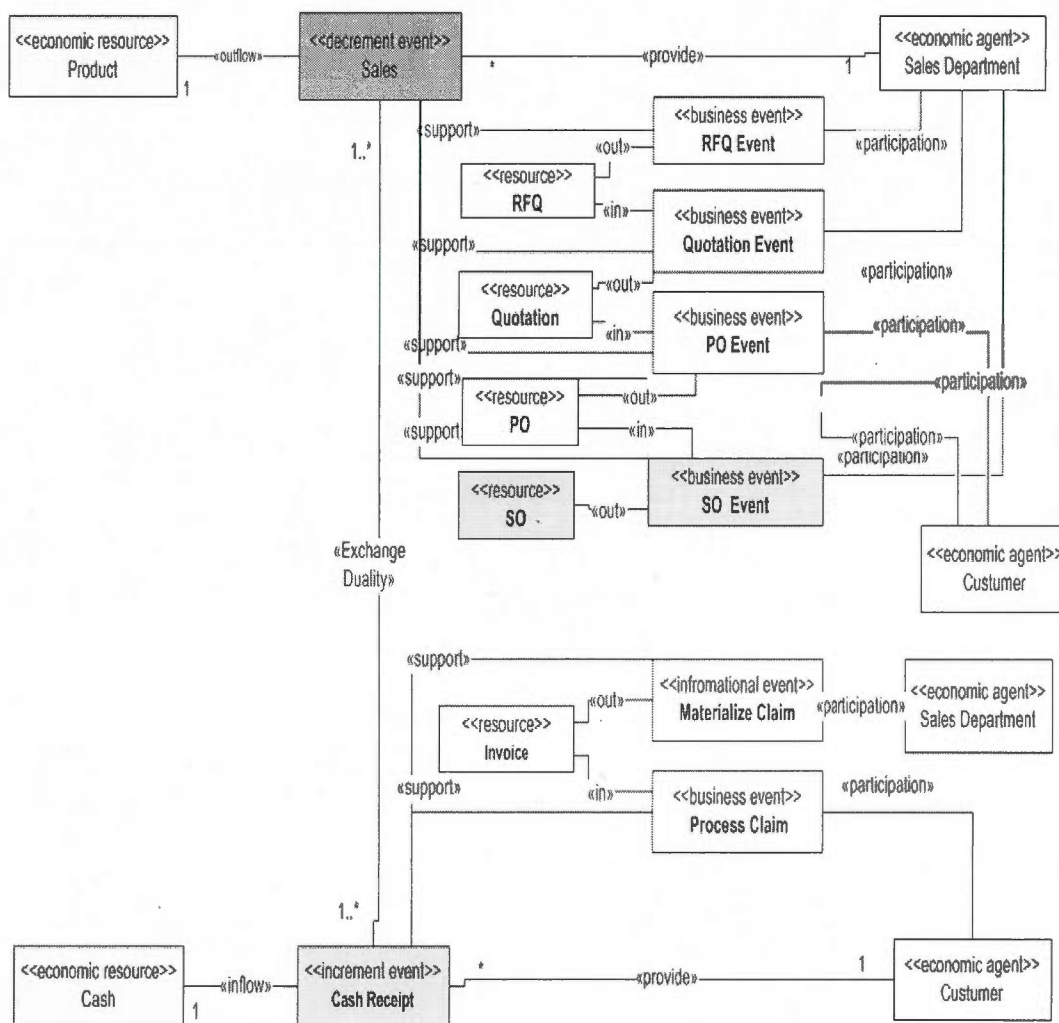 <<economic resource>>
Product
1
«outflow»
<<decrement event>>
Sales
*
«provide»
1
<<economic agent>>
Sales Department
1..*
«support»
<<business event>>
RFQ Event
«participation»
«out»
<<resource>>
RFQ
«in»
<<business event>>
Quotation Event
«support»
«participation»
<<resource>>
Quotation
«out»
«in»
<<business event>>
PO Event
«participation»
«support»
«support»
<<resource>>
PO
«out»
«participation»
«support»
«in»
«participation»
«participation»
<<resource>>
SO
«out»
<<business event>>
SO Event
«Exchange
Duality»
<<economic agent>>
Custumer
«support»
<<infromational event>>
Materialize Claim
«participation»
<<economic agent>>
Sales Department
«out»
<<resource>>
Invoice
«in»
«support»
<<business event>>
Process Claim
«participation»
1..*
<<economic resource>>
Cash
1
«inflow»
<<increment event>>
Cash Receipt
*
«provide»
1
<<economic agent>>
Custumer